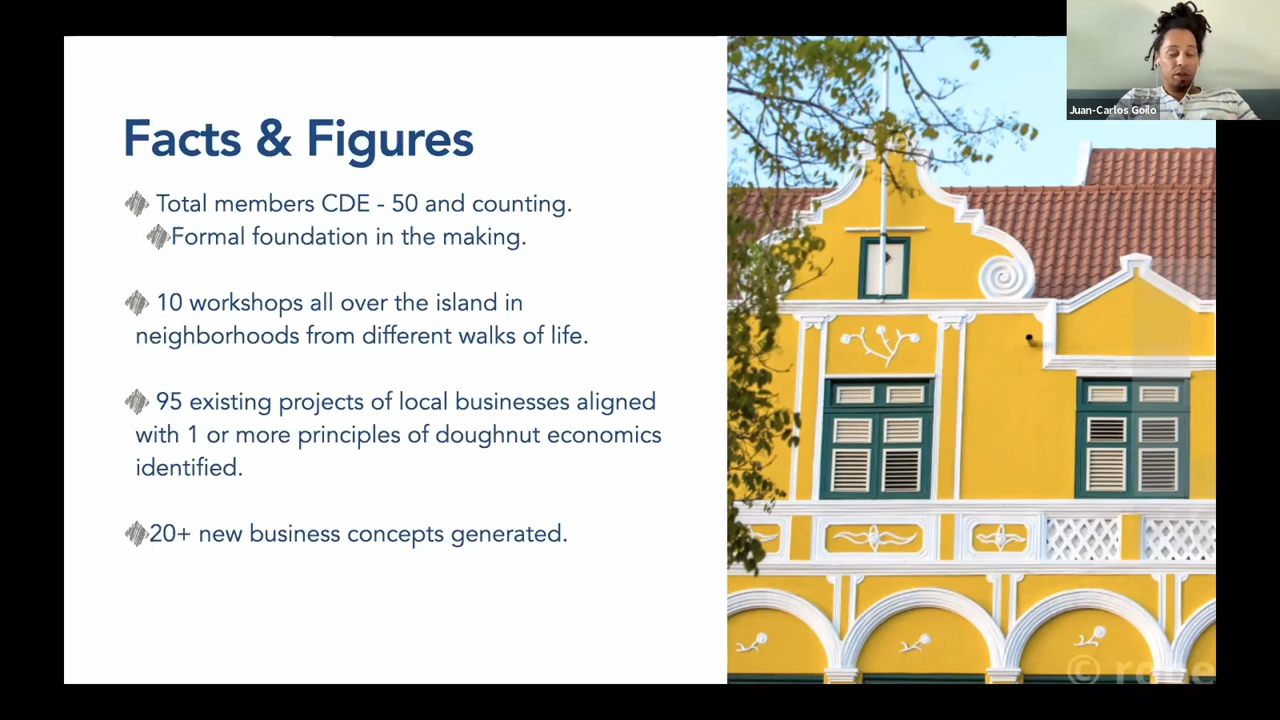 Juan-Carlos Goilo
Facts & Figures
Total members CDE - 50 and counting.
Formal foundation in the making.
10 workshops all over the island in
neighborhoods from different walks of life.
95 existing projects of local businesses aligned
with 1 or more principles of doughnut economics
identified.
20+ new business concepts generated.